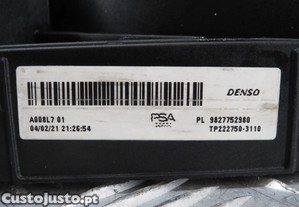 DENSO
A008L7 01
04/02/21 21:26:54
PSA
PL 9827752980
TP222750-3110
CustoJusto.pt